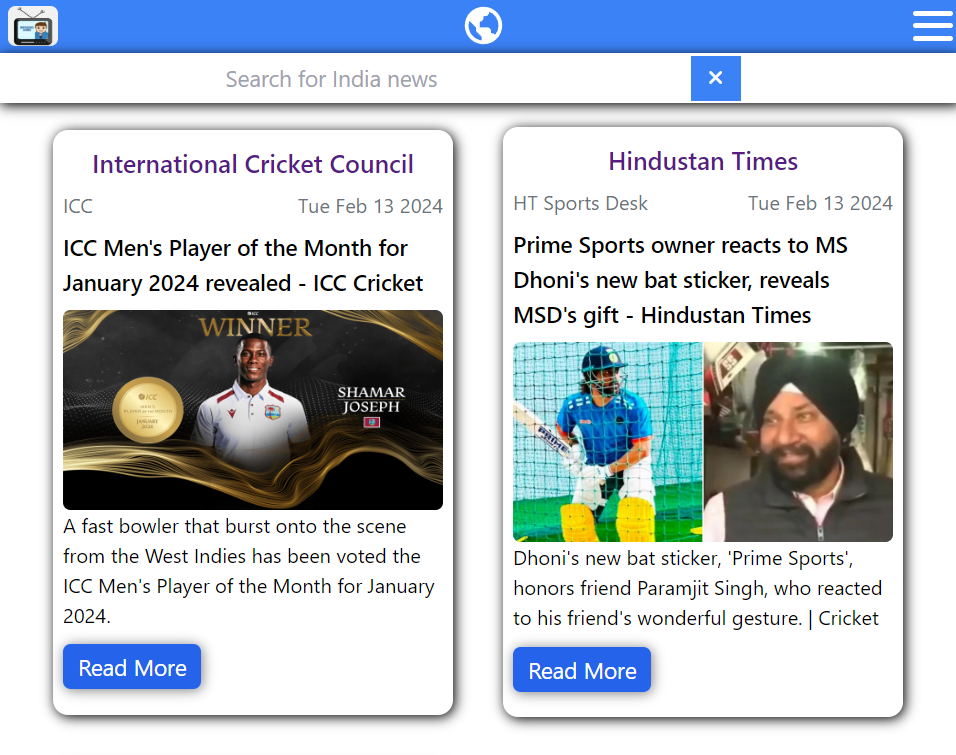 Search for India news
International Cricket Council
ICC
Tue Feb 13 2024
ICC Men's Player of the Month for
January 2024 revealed - ICC Cricket
ICC
WINNER
ICC
MEN'S
PLAYER of the MONTH
JANUARY
2024
SHAMAR
JOSEPH
A fast bowler that burst onto the scene
from the West Indies has been voted the
ICC Men's Player of the Month for January
2024.
Read More
Hindustan Times
HT Sports Desk
Tue Feb 13 2024
Prime Sports owner reacts to MS
Dhoni's new bat sticker, reveals
MSD's gift - Hindustan Times
PRIME
Dhoni's new bat sticker, 'Prime Sports',
honors friend Paramjit Singh, who reacted
to his friend's wonderful gesture. | Cricket
Read More